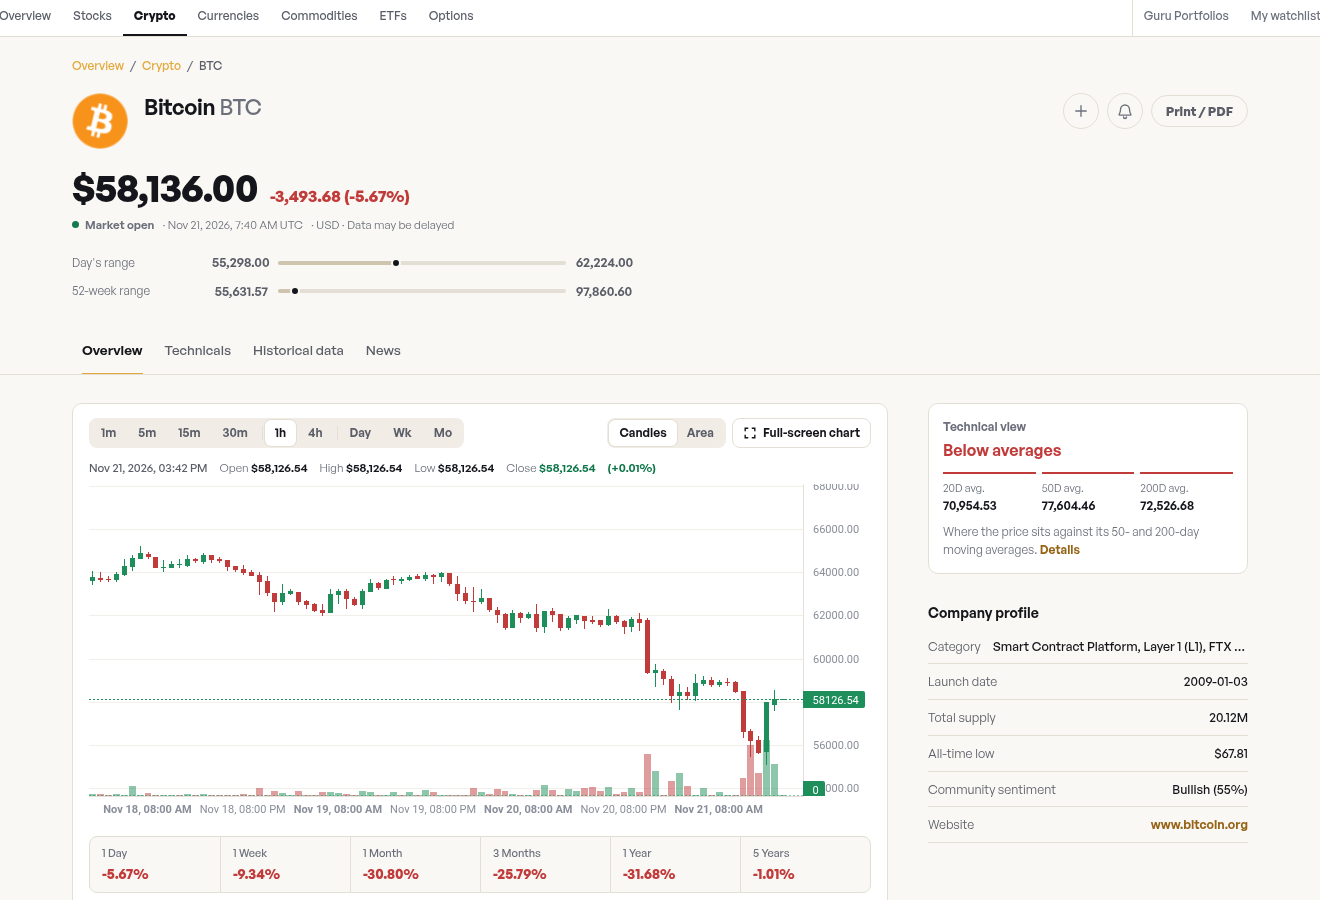 Overview Stocks Crypto Currencies Commodities ETFs Options Guru Portfolios My watchlist
Overview / Crypto / BTC
Bitcoin BTC
Print / PDF
$58,136.00 -3,493.68 (-5.67%)
Market open · Nov 21, 2026, 7:40 AM UTC · USD · Data may be delayed
Day's range 55,298.00 62,224.00
52-week range 55,631.57 97,860.60
Overview Technicals Historical data News
1m 5m 15m 30m 1h 4h Day Wk Mo Candles Area Full-screen chart
Nov 21, 2026, 03:42 PM Open $58,126.54 High $58,126.54 Low $58,126.54 Close $58,126.54 (+0.01%)
68000.00
66000.00
64000.00
62000.00
60000.00
58126.54
56000.00
0 000.00
Nov 18, 08:00 AM Nov 18, 08:00 PM Nov 19, 08:00 AM Nov 19, 08:00 PM Nov 20, 08:00 AM Nov 20, 08:00 PM Nov 21, 08:00 AM
1 Day 1 Week 1 Month 3 Months 1 Year 5 Years
-5.67% -9.34% -30.80% -25.79% -31.68% -1.01%
Technical view
Below averages
20D avg. 50D avg. 200D avg.
70,954.53 77,604.46 72,526.68
Where the price sits against its 50- and 200-day
moving averages. Details
Company profile
Category Smart Contract Platform, Layer 1 (L1), FTX ...
Launch date 2009-01-03
Total supply 20.12M
All-time low $67.81
Community sentiment Bullish (55%)
Website www.bitcoin.org